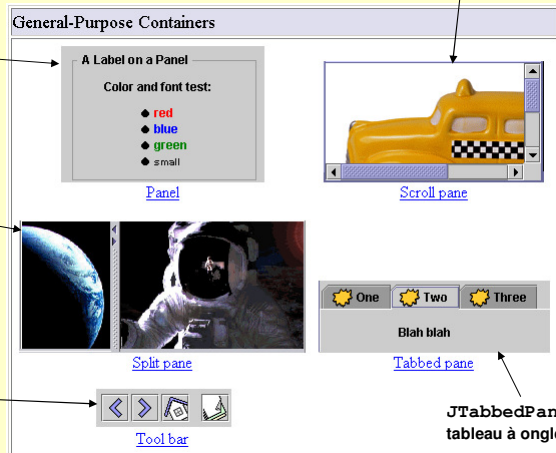 General-Purpose Containers
A Label on a Panel
Color and font test:
red
blue
green
small
Panel
Scroll pane
Split pane
One Two Three
Blah blah
Tabbed pane
Tool bar
JTabbedPan
tableau à ongle